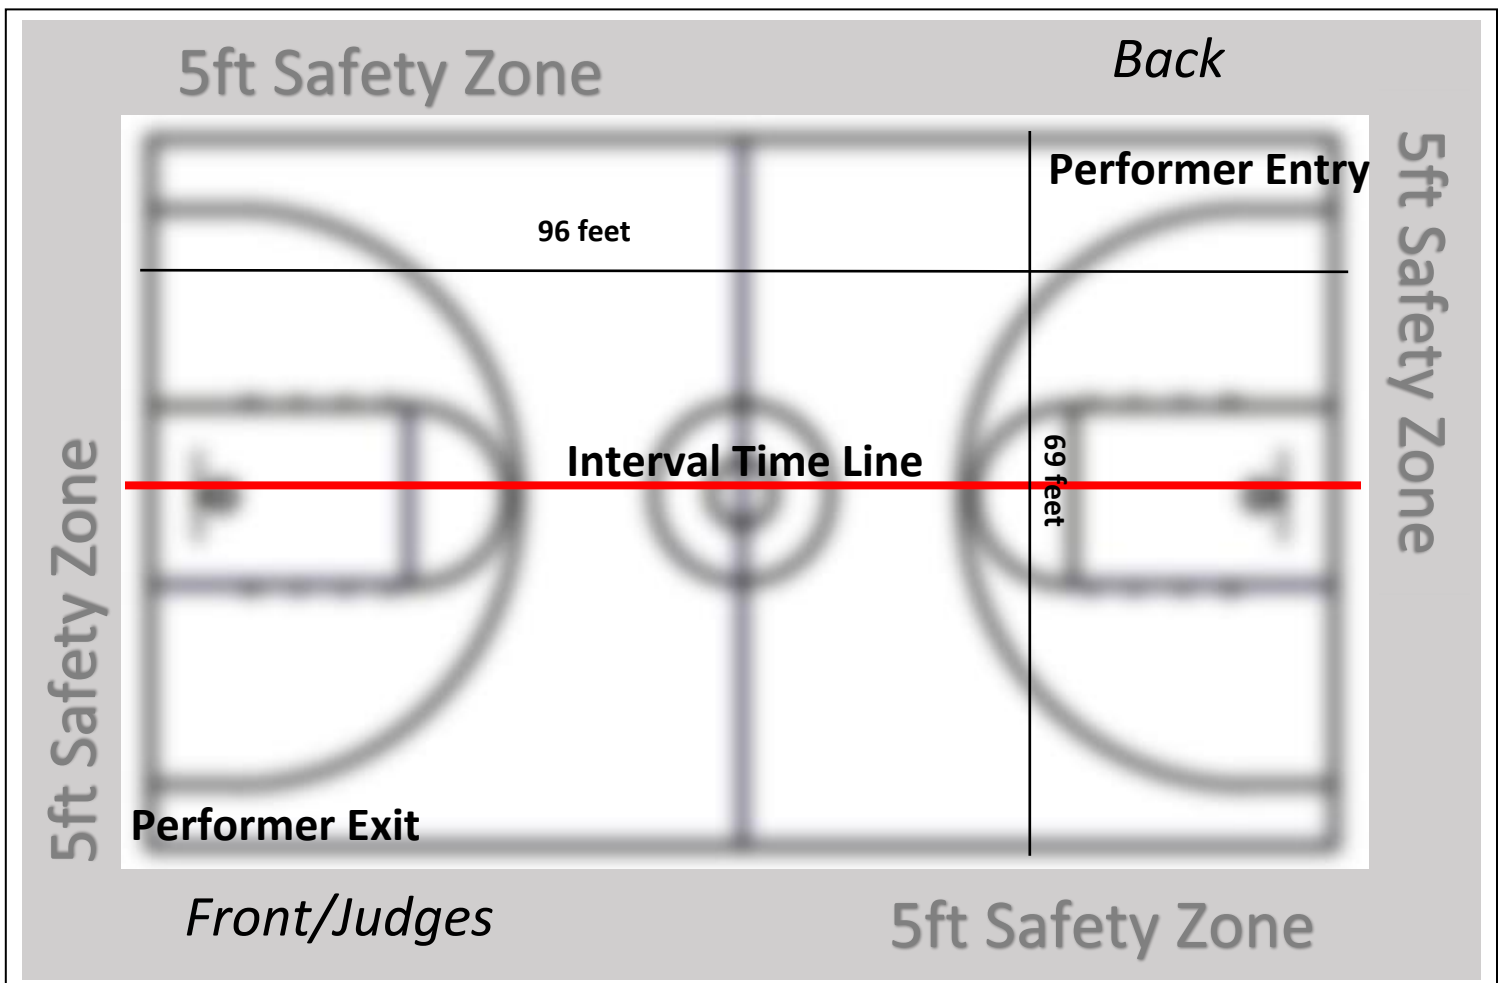 5ft Safety Zone
Back
Performer Entry
5ft Safety Zone
96 feet
Interval Time Line
69 feet
5ft Safety Zone
Performer Exit
Front/Judges
5ft Safety Zone